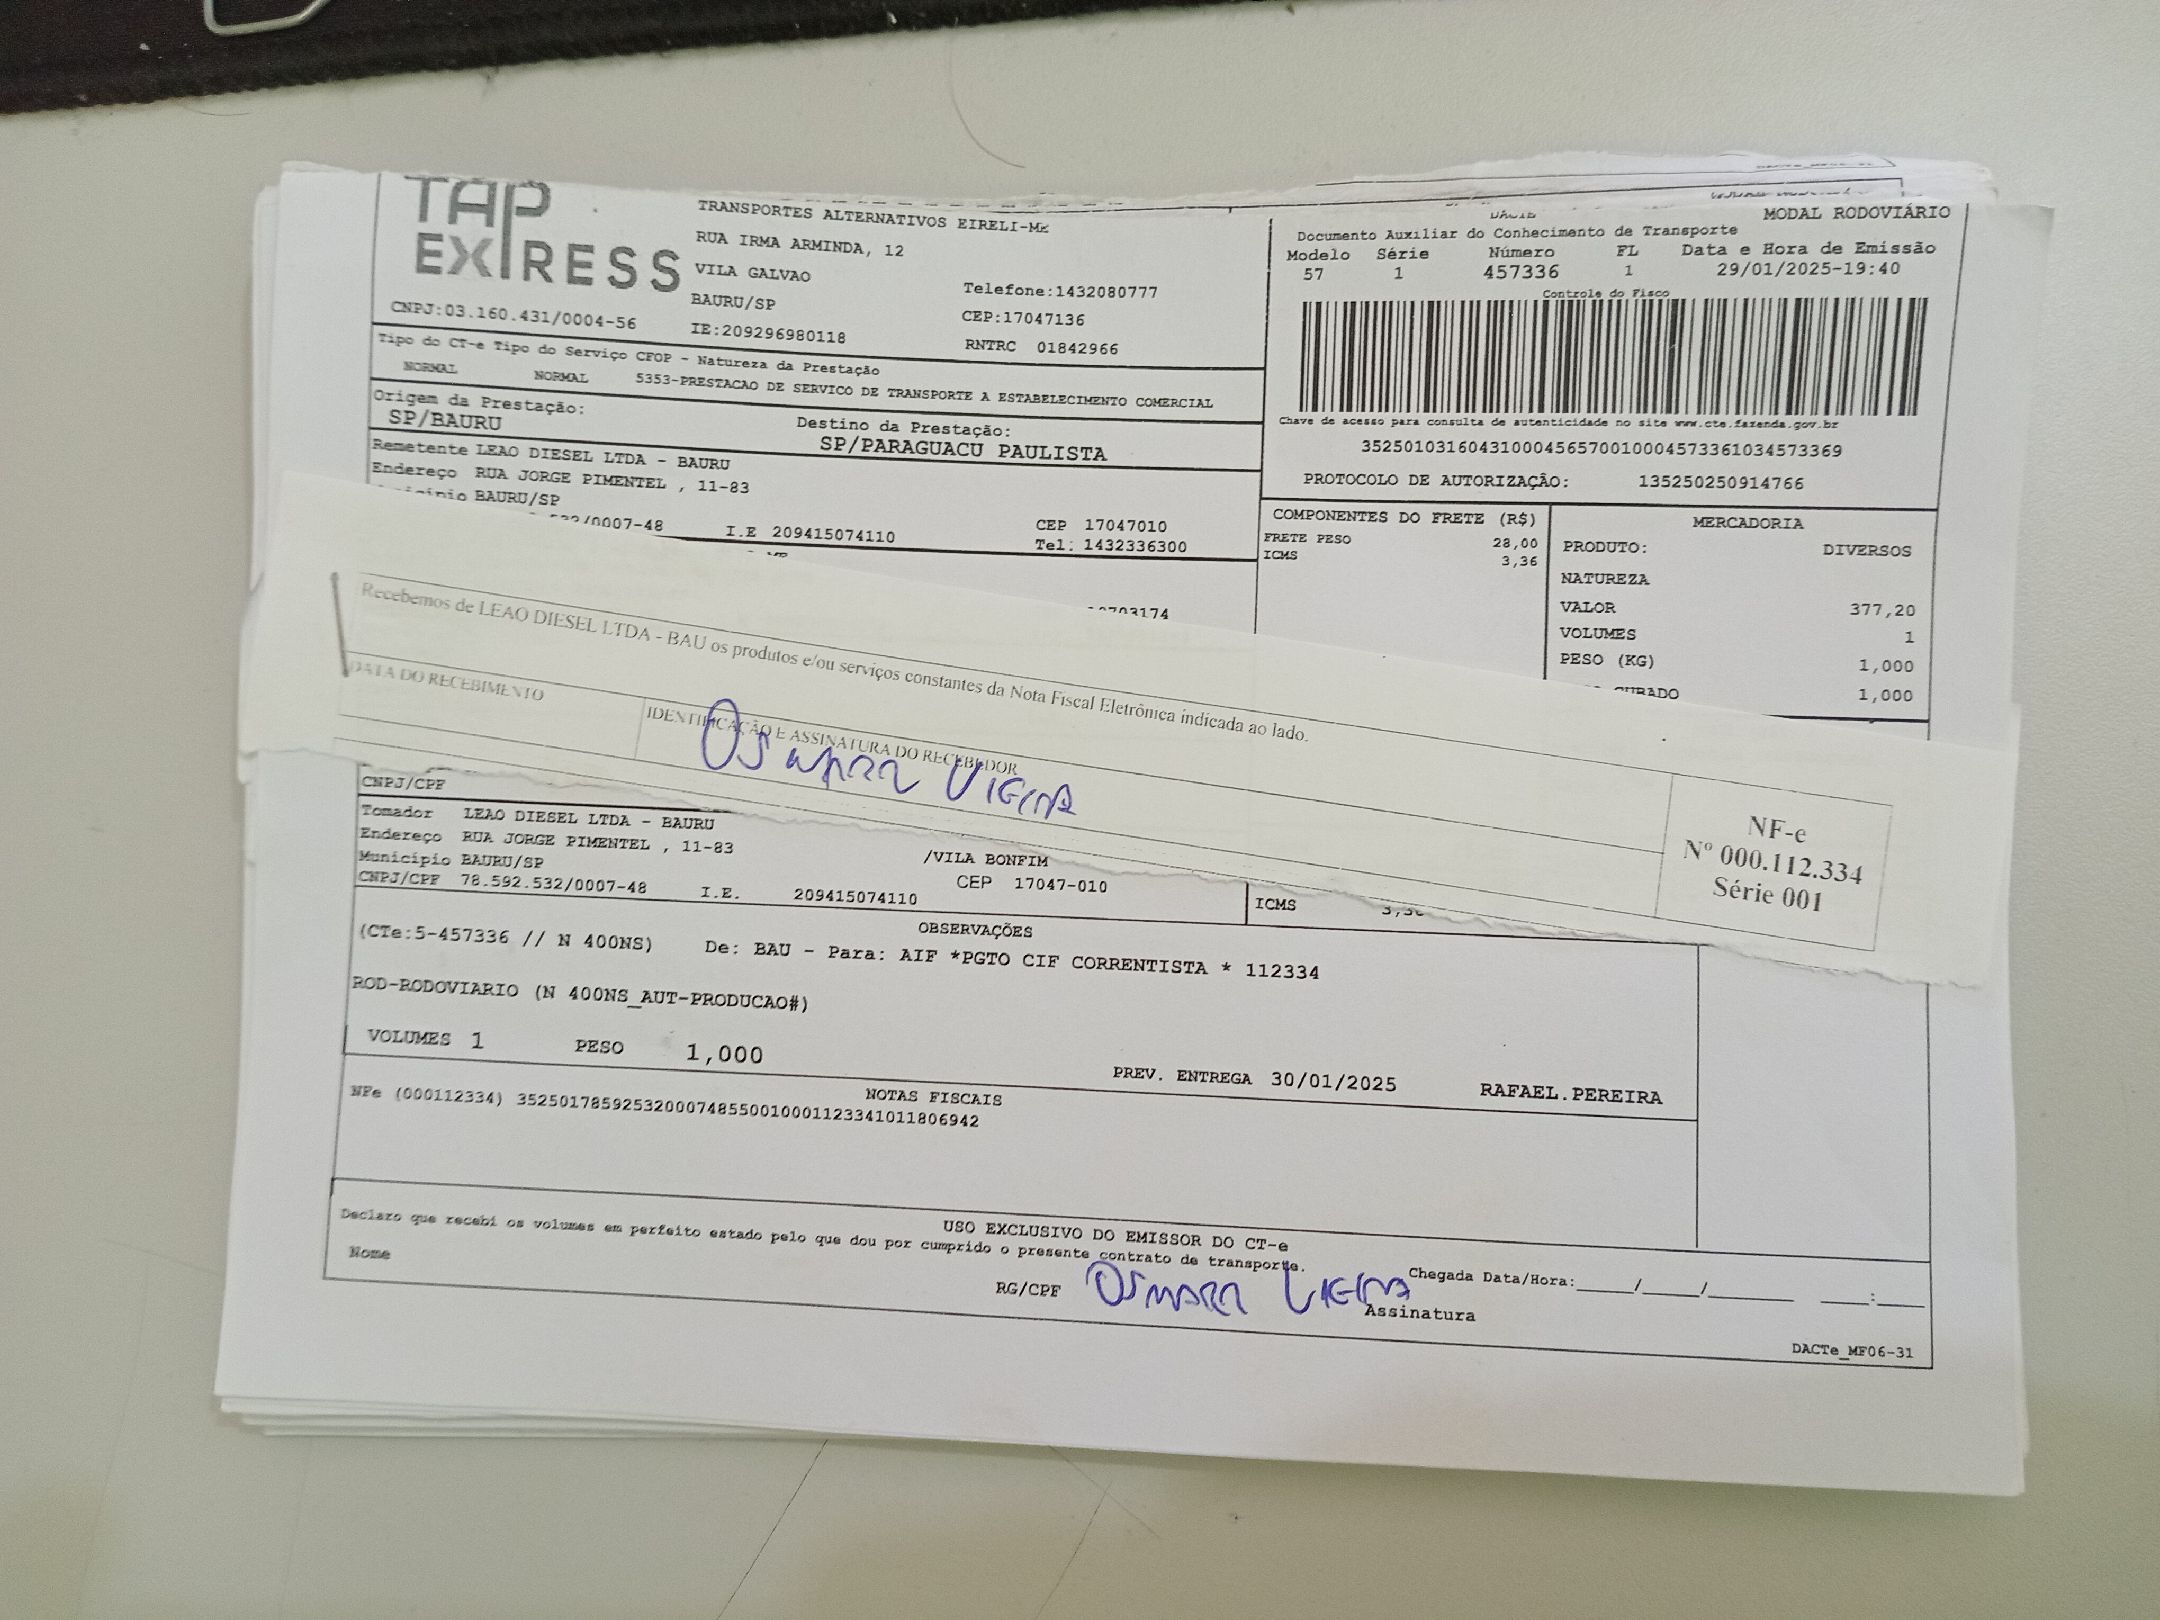 TAP
EXPRESS
CNPJ:03.160.431/0004-56
TRANSPORTES ALTERNATIVOS EIRELI-ME
RUA IRMA ARMINDA, 12
VILA GALVAO
BAURU/SP
IE:209296980118
Telefone:1432080777
CEP:17047136
RNTRC 01842966
MODAL RODOVIÁRIO
Documento Auxiliar do Conhecimento de Transporte
Modelo Série Número FL Data e Hora de Emissão
57 1 457336 1 29/01/2025-19:40
Controle do Fisco
Chave de acesso para consulta de autenticidade no site www.cte.fazenda.gov.br
35250103160431000456570010004573361034573369
PROTOCOLO DE AUTORIZAÇÃO: 135250250914766
Tipo do CT-e Tipo do Serviço CFOP - Natureza da Prestação
NORMAL NORMAL 5353-PRESTACAO DE SERVICO DE TRANSPORTE A ESTABELECIMENTO COMERCIAL
Origem da Prestação:
SP/BAURU
Destino da Prestação:
SP/PARAGUACU PAULISTA
Remetente LEAO DIESEL LTDA - BAURU
Endereço RUA JORGE PIMENTEL , 11-83
BAURU/SP
/0007-48 I.E 209415074110
CEP 17047010
Tel: 1432336300
COMPONENTES DO FRETE (R$)
FRETE PESO 28,00
ICMS 3,36
MERCADORIA
PRODUTO: DIVERSOS
NATUREZA
VALOR 377,20
VOLUMES 1
PESO (KG) 1,000
1,000
Recebemos de LEAO DIESEL LTDA - BAU os produtos e/ou serviços constantes da Nota Fiscal Eletrônica indicada ao lado.
DATA DO RECEBIMENTO
IDENTIFICAÇÃO E ASSINATURA DO RECEBEDOR
OSMARR VIEIRA
NF-e
Nº 000.112.334
Série 001
CNPJ/CPF
Tomador LEAO DIESEL LTDA - BAURU
Endereço RUA JORGE PIMENTEL , 11-83
Município BAURU/SP /VILA BONFIM
CNPJ/CPF 78.592.532/0007-48 I.E. 209415074110 CEP 17047-010
ICMS
OBSERVAÇÕES
(CTe:5-457336 // N 400NS) De: BAU - Para: AIF *PGTO CIF CORRENTISTA * 112334
ROD-RODOVIARIO (N 400NS_AUT-PRODUCAO#)
VOLUMES 1 PESO 1,000
PREV. ENTREGA 30/01/2025 RAFAEL.PEREIRA
NOTAS FISCAIS
NFe (000112334) 35250178592532000748550010001123341011806942
USO EXCLUSIVO DO EMISSOR DO CT-e
Declaro que recebi os volumes em perfeito estado pelo que dou por cumprido o presente contrato de transporte.
Nome
RG/CPF
OSMARR VIEIRA
Assinatura
Chegada Data/Hora:____/____/______ ___:___
DACTe_MF06-31